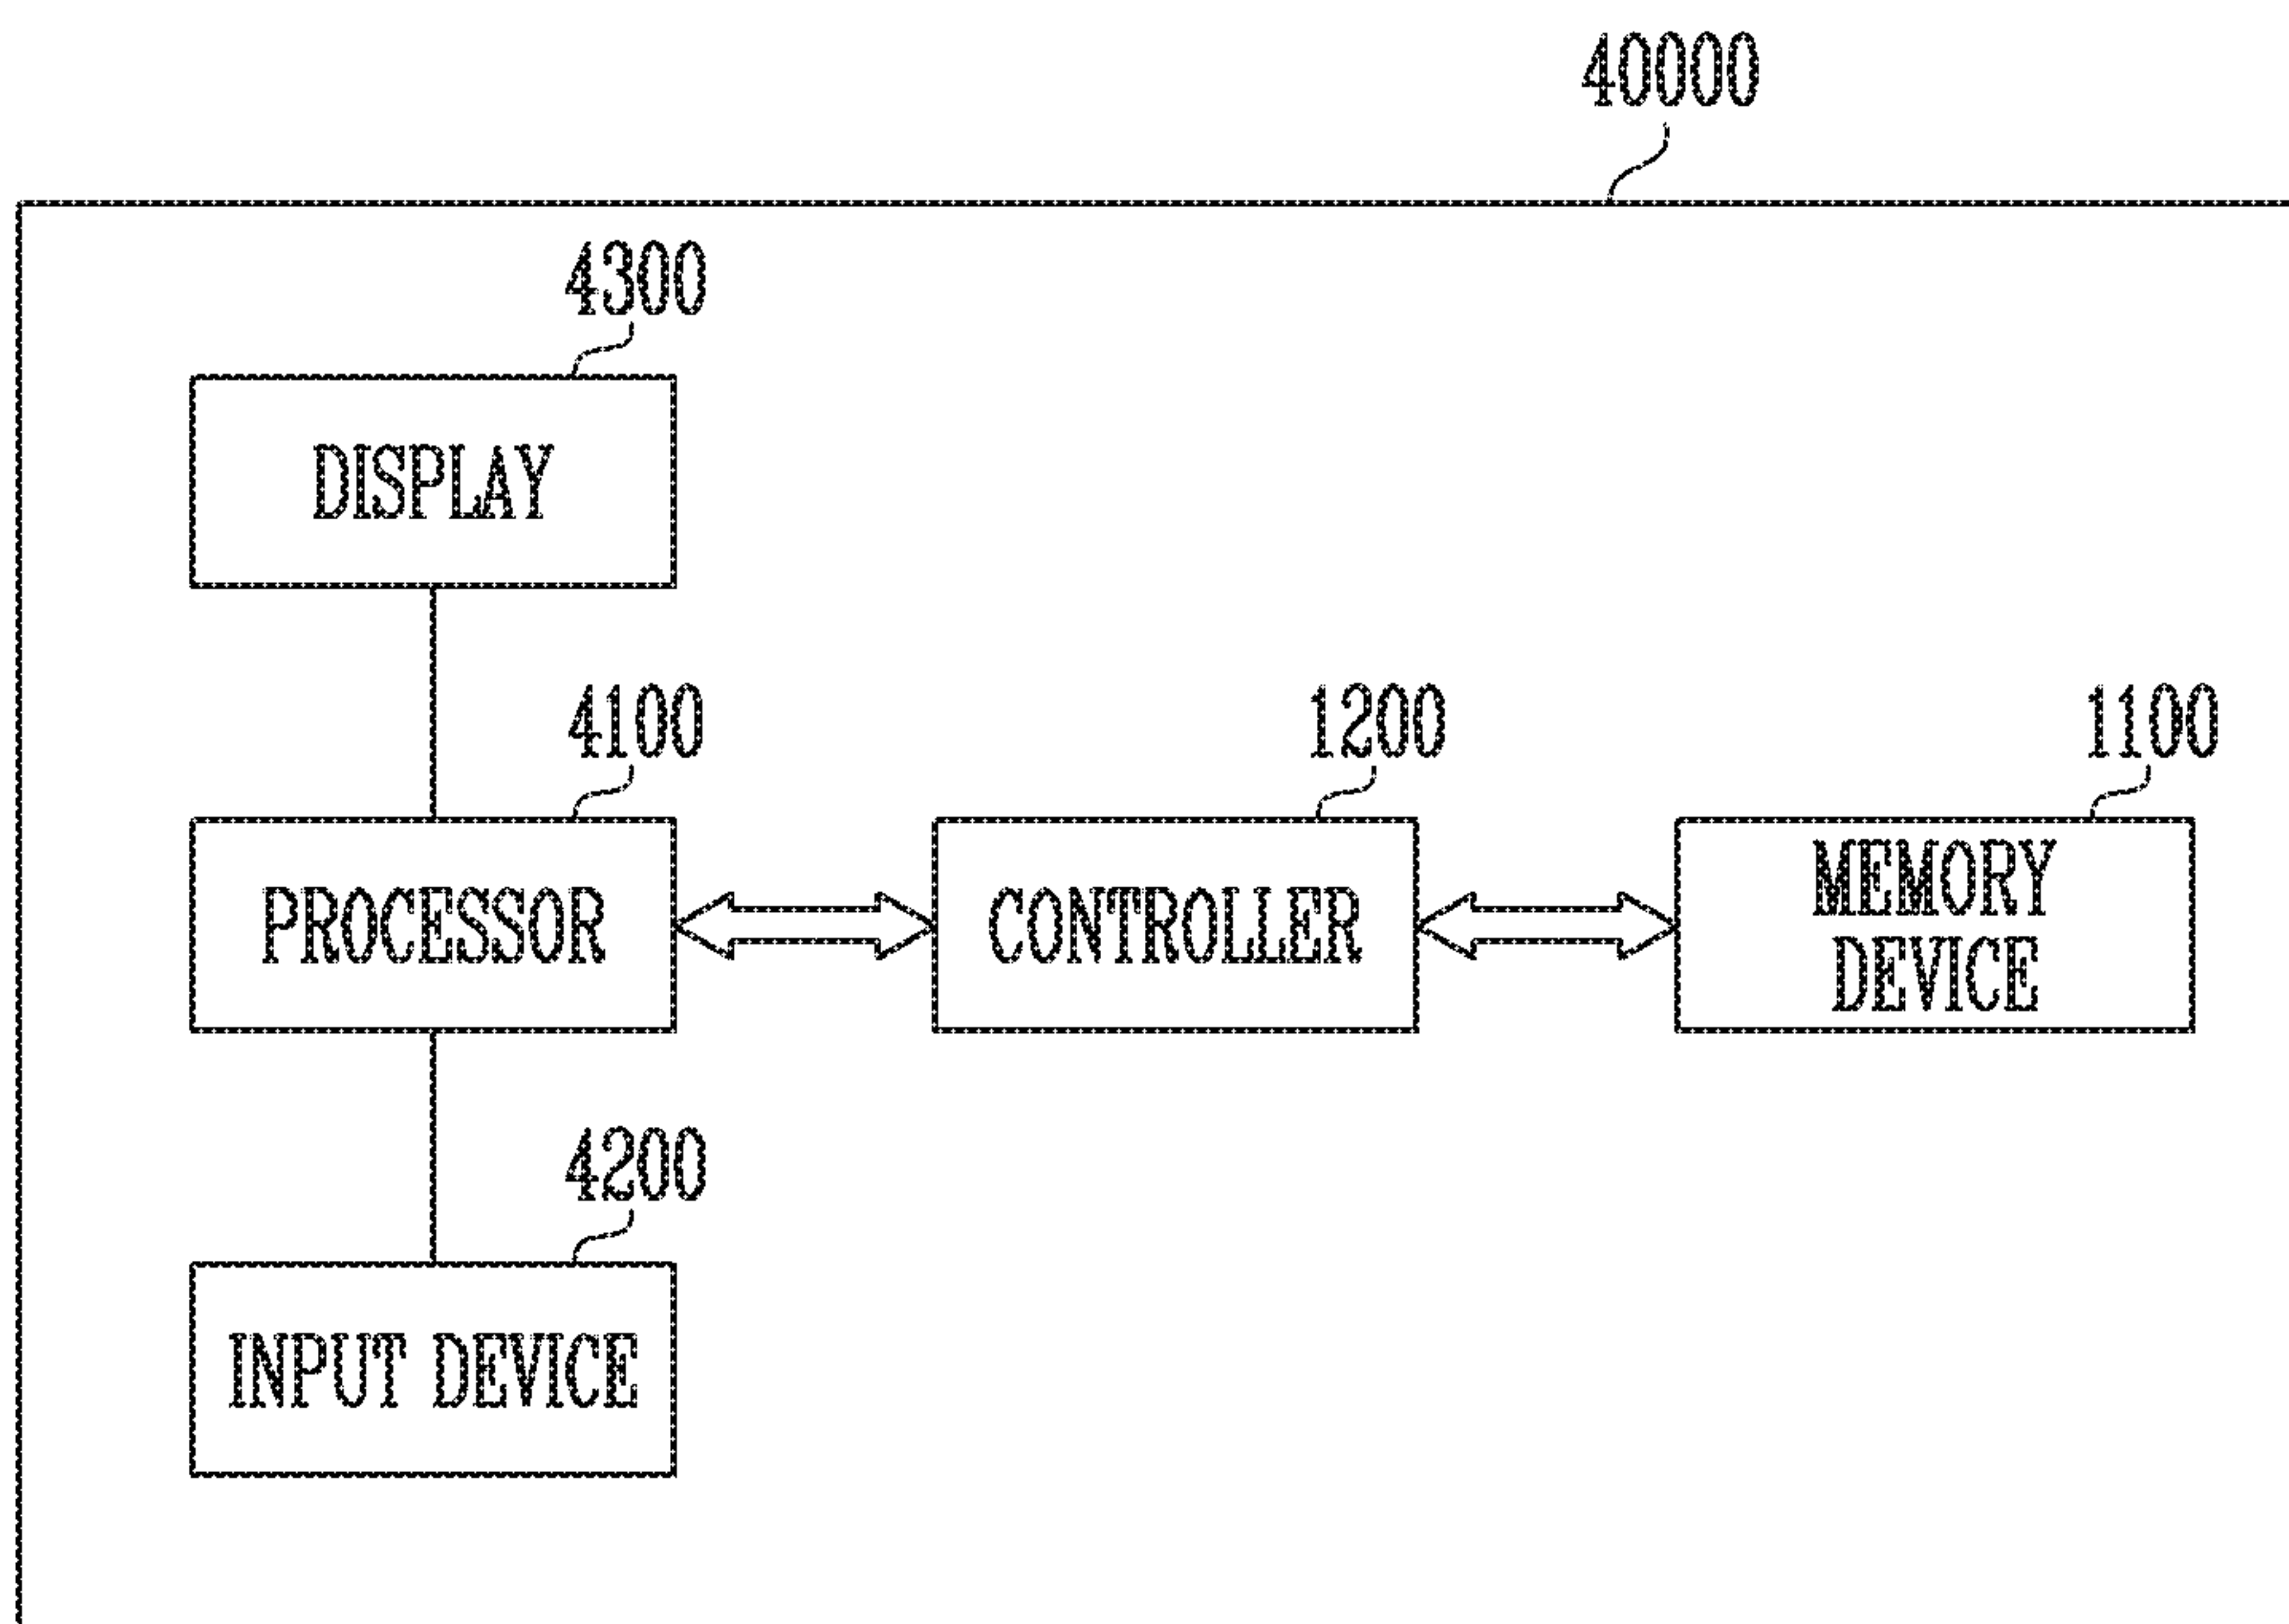 40000
4300
DISPLAY
4100
1200
1100
PROCESSOR
CONTROLLER
MEMORY
DEVICE
4200
INPUT DEVICE